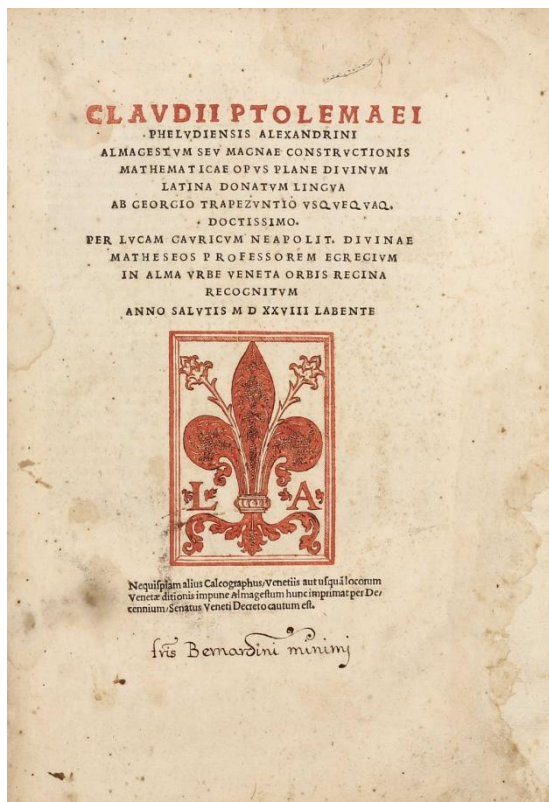 CLAVDII PTOLEMAEI
PHELVDIENSIS ALEXANDRINI
ALMAGESTVM SEV MAGNAE CONSTRVCTIONIS
MATHEMATICAE OPVS PLANE DIVINVM
LATINA DONATVM LINGVA
AB GEORGIO TRAPEZVNTIO VSQVEQVAQ.
DOCTISSIMO.
PER LVCAM GAVRICVM NEAPOLIT. DIVINAE
MATHESEOS PROFESSOREM EGREGIVM
IN ALMA VRBE VENETA ORBIS REGINA
RECOGNITVM
ANNO SALVTIS M D XXVIII LABENTE
L A
Nequispiam alius Calcographus/Venetiis aut usquã locorum
Venetæ ditionis impune Almagestum hunc imprimat per De/
cennium/Senatus Veneti Decreto cautum est.
fris Bernardini minimj